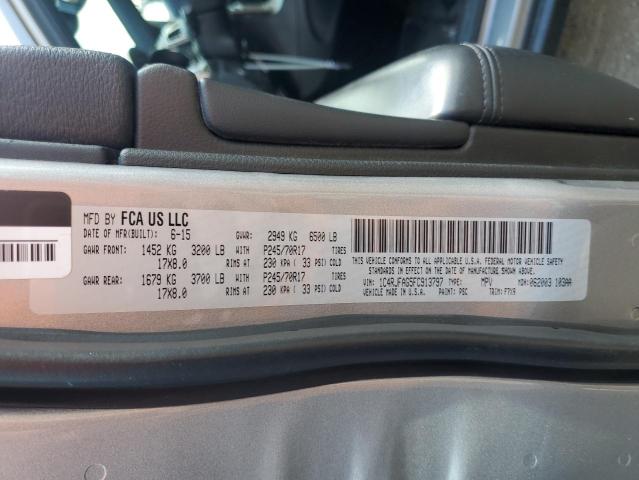 MFD BY FCA US LLC
DATE OF MFR(BUILT): 6-15 GVWR: 2949 KG 6500 LB
GAWR FRONT: 1452 KG 3200 LB WITH P245/70R17 TIRES
17X8.0 RIMS AT 230 KPA ( 33 PSI) COLD
GAWR REAR: 1679 KG 3700 LB WITH P245/70R17 TIRES
17X8.0 RIMS AT 230 KPA ( 33 PSI) COLD
THIS VEHICLE CONFORMS TO ALL APPLICABLE U.S.A. FEDERAL MOTOR VEHICLE SAFETY
STANDARDS IN EFFECT ON THE DATE OF MANUFACTURE SHOWN ABOVE.
VIN: 1C4RJFAG5FC913797 TYPE: MPV MDH: 062003 103AA
VEHICLE MADE IN U.S.A. PAINT: PSC TRIM: F7X9